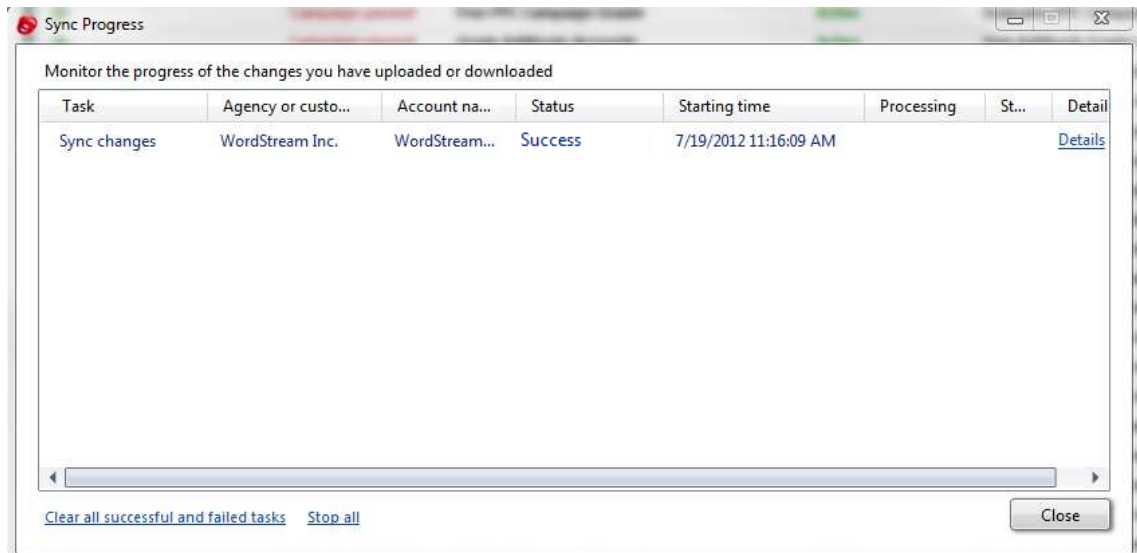 Sync Progress
Monitor the progress of the changes you have uploaded or downloaded
Task Agency or custo... Account na... Status Starting time Processing St... Detail
Sync changes WordStream Inc. WordStream... Success 7/19/2012 11:16:09 AM Details
Clear all successful and failed tasks Stop all Close